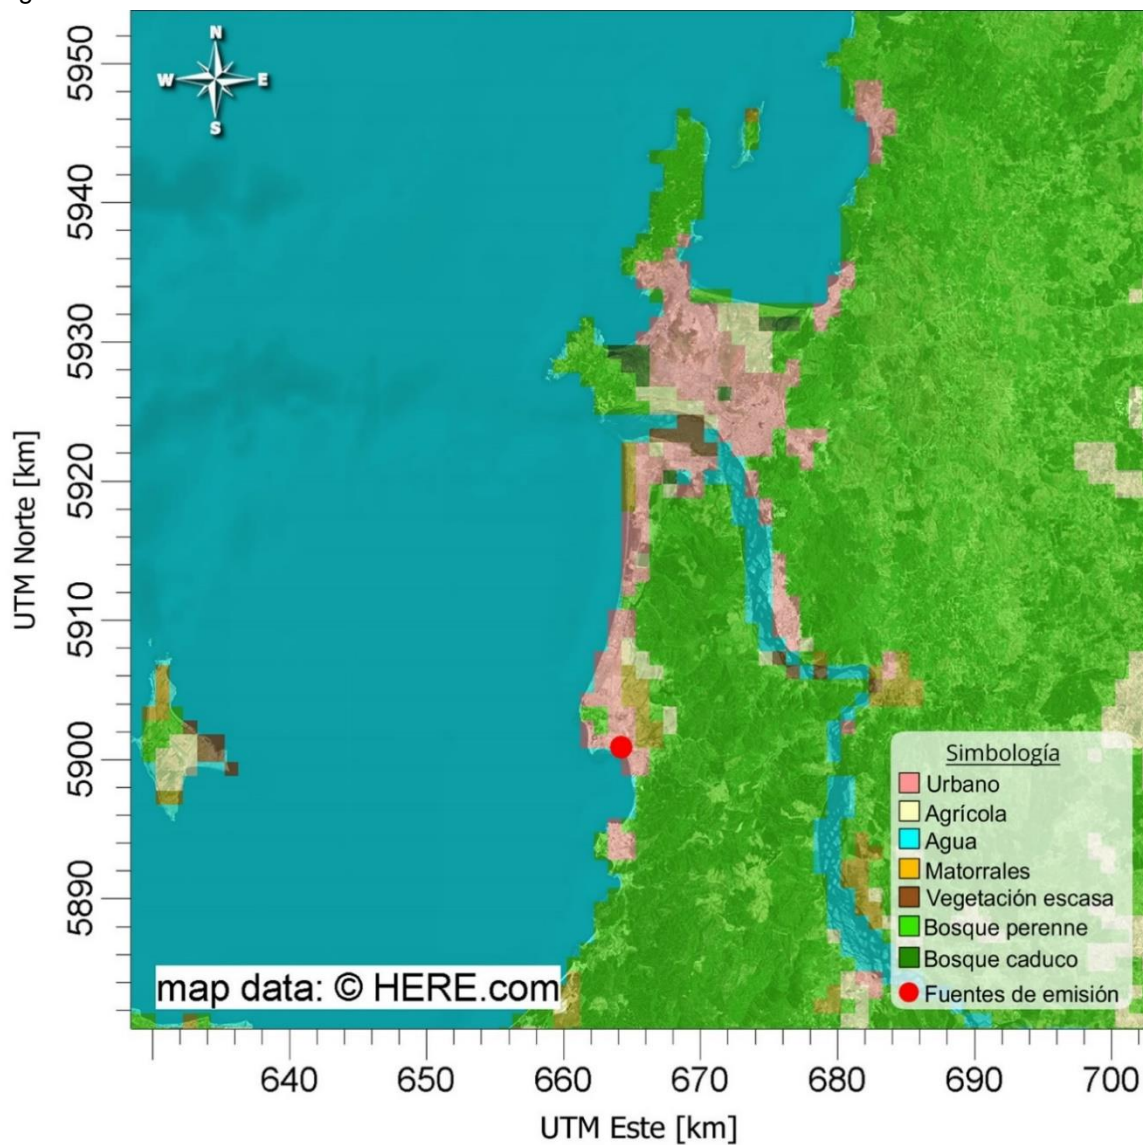 N
W E
S
5950
5940
5930
5920
5910
5900
5890
UTM Norte [km]
Simbología
Urbano
Agrícola
Agua
Matorrales
Vegetación escasa
Bosque perenne
Bosque caduco
Fuentes de emisión
map data: © HERE.com
640 650 660 670 680 690 700
UTM Este [km]